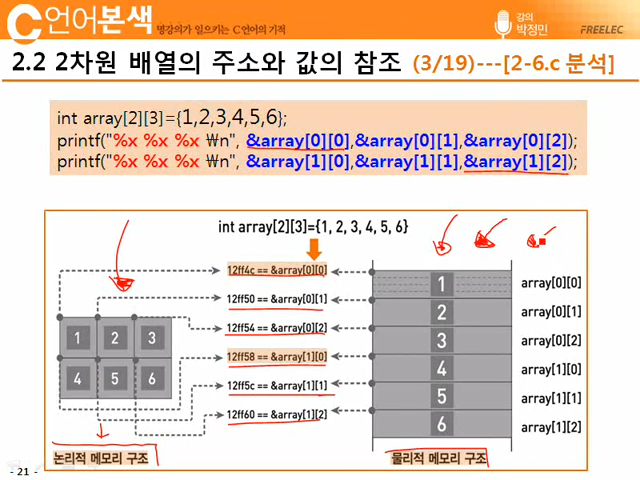 C언어본색 명강의가 일으키는 C언어의 기적
강의 박정민 FREELEC
2.2 2차원 배열의 주소와 값의 참조 (3/19)---[2-6.c 분석]
int array[2][3]={1,2,3,4,5,6};
printf("%x %x %x ₩n", &array[0][0],&array[0][1],&array[0][2]);
printf("%x %x %x ₩n", &array[1][0],&array[1][1],&array[1][2]);
int array[2][3]={1, 2, 3, 4, 5, 6}
12ff4c == &array[0][0]
12ff50 == &array[0][1]
12ff54 == &array[0][2]
12ff58 == &array[1][0]
12ff5c == &array[1][1]
12ff60 == &array[1][2]
1 2 3
4 5 6
1 array[0][0]
2 array[0][1]
3 array[0][2]
4 array[1][0]
5 array[1][1]
6 array[1][2]
논리적 메모리 구조
물리적 메모리 구조
- 21 -